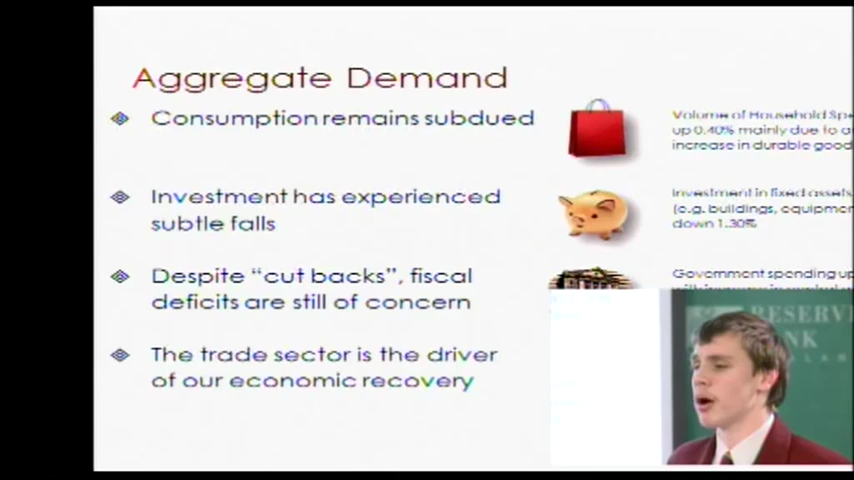 Aggregate Demand
Consumption remains subdued
Volume of Household Spe
up 0.40% mainly due to a
increase in durable good
Investment has experienced
subtle falls
Investment in fixed assets
(e.g. buildings, equipmen
down 1.30%
Despite “cut backs”, fiscal
deficits are still of concern
Government spending up
The trade sector is the driver
of our economic recovery
RESERVE